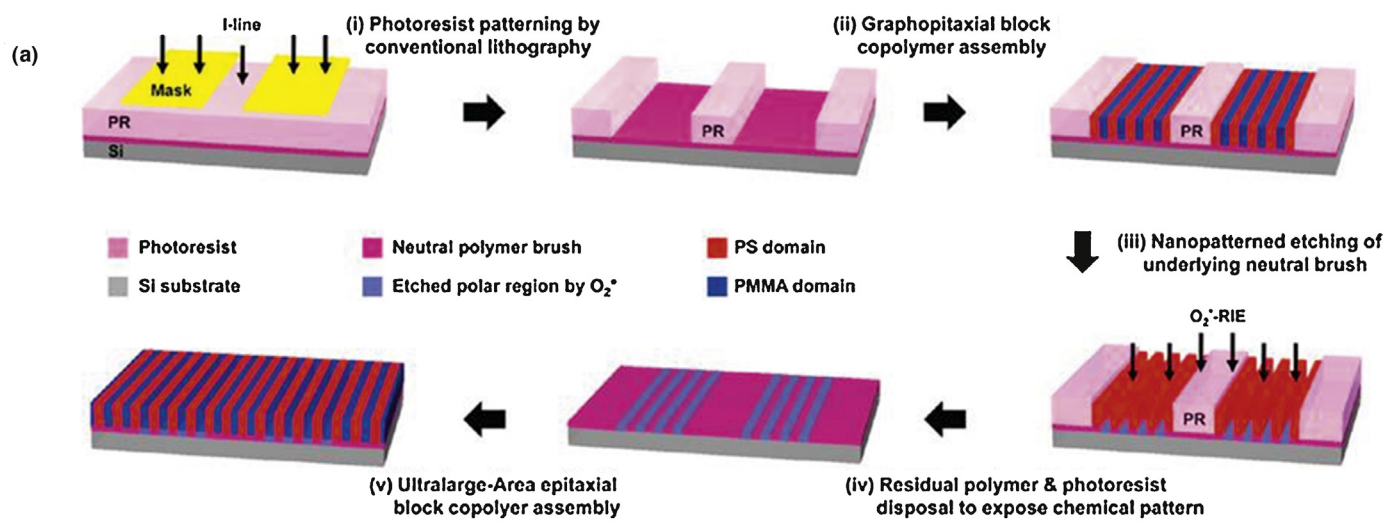 (a)
I-line
Mask
PR
Si
(i) Photoresist patterning by
conventional lithography
PR
(ii) Graphopitaxial block
copolymer assembly
PR
Photoresist
Si substrate
Neutral polymer brush
Etched polar region by O₂•
PS domain
PMMA domain
(iii) Nanopatterned etching of
underlying neutral brush
O₂•-RIE
PR
(iv) Residual polymer & photoresist
disposal to expose chemical pattern
(v) Ultralarge-Area epitaxial
block copolyer assembly